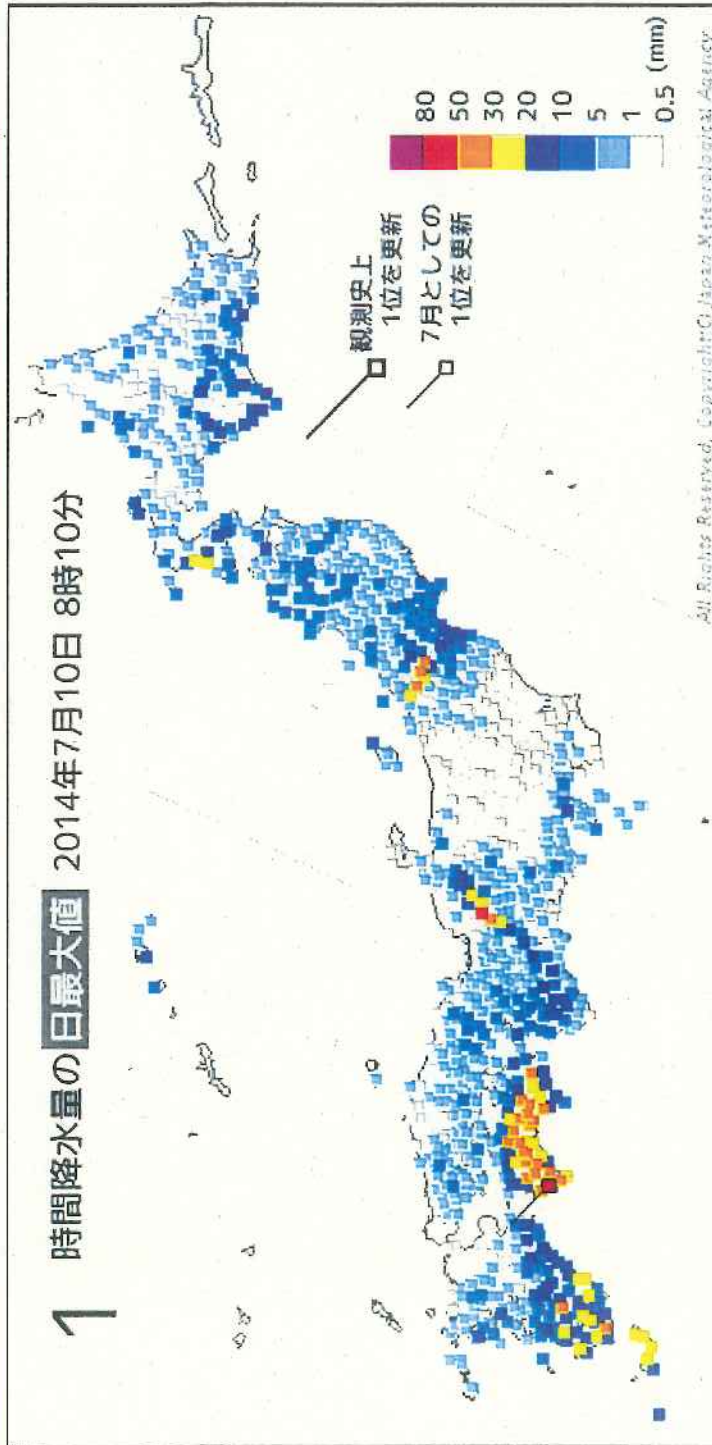 1時間降水量の日最大値 2014年7月10日 8時10分
観測史上
1位を更新
7月としての
1位を更新
80
50
30
20
10
5
1
0.5 (mm)
All Rights Reserved, Copyright(C) Japan Meteorological Agency